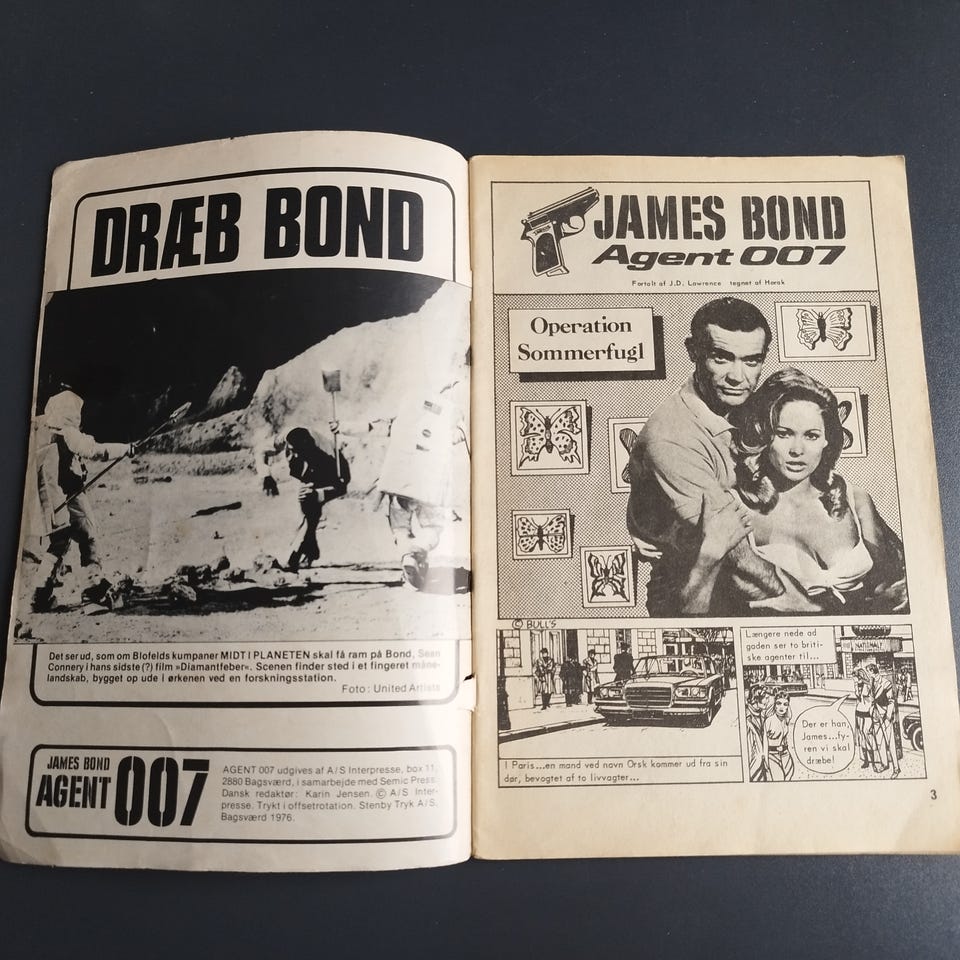 DRÆB BOND
Det ser ud, som om Blofelds kumpaner MIDT I PLANETEN skal få ram på Bond, Sean
Connery i hans sidste (?) film »Diamantfeber«. Scenen finder sted i et fingeret måne-
landskab, bygget op ude i ørkenen ved en forskningsstation.
Foto: United Artists
JAMES BOND
AGENT 007
AGENT 007 udgives af A/S Interpresse, box 11,
2880 Bagsværd, i samarbejde med Semic Press.
Dansk redaktør: Karin Jensen. © A/S Inter-
presse. Trykt i offsetrotation. Stenby Tryk A/S,
Bagsværd 1976.
JAMES BOND
Agent 007
Fortalt af J.D. Lawrence tegnet af Horak
Operation
Sommerfugl
© BULL'S
I Paris...en mand ved navn Orsk kommer ud fra sin
dør, bevogtet af to livvagter...
Længere nede ad
gaden ser to briti-
ske agenter til...
NATIONALE
Der er han,
James...fy-
ren vi skal
dræbe!
3